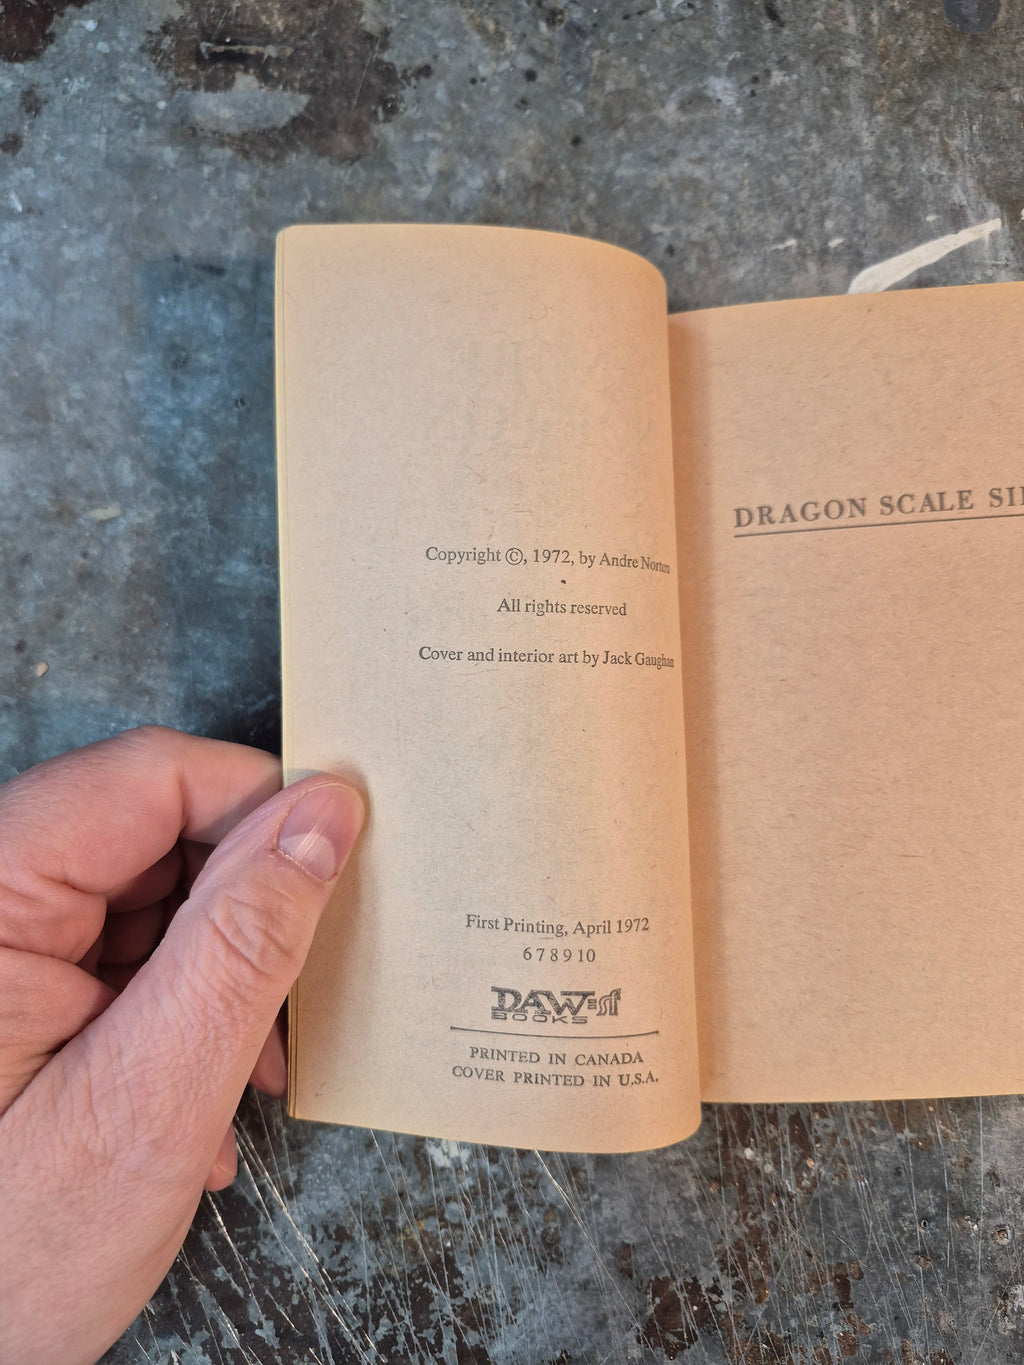 Copyright ©, 1972, by Andre Norton
All rights reserved
Cover and interior art by Jack Gaughan
First Printing, April 1972
6 7 8 9 10
DAW=sf
BOOKS
PRINTED IN CANADA
COVER PRINTED IN U.S.A.
DRAGON SCALE